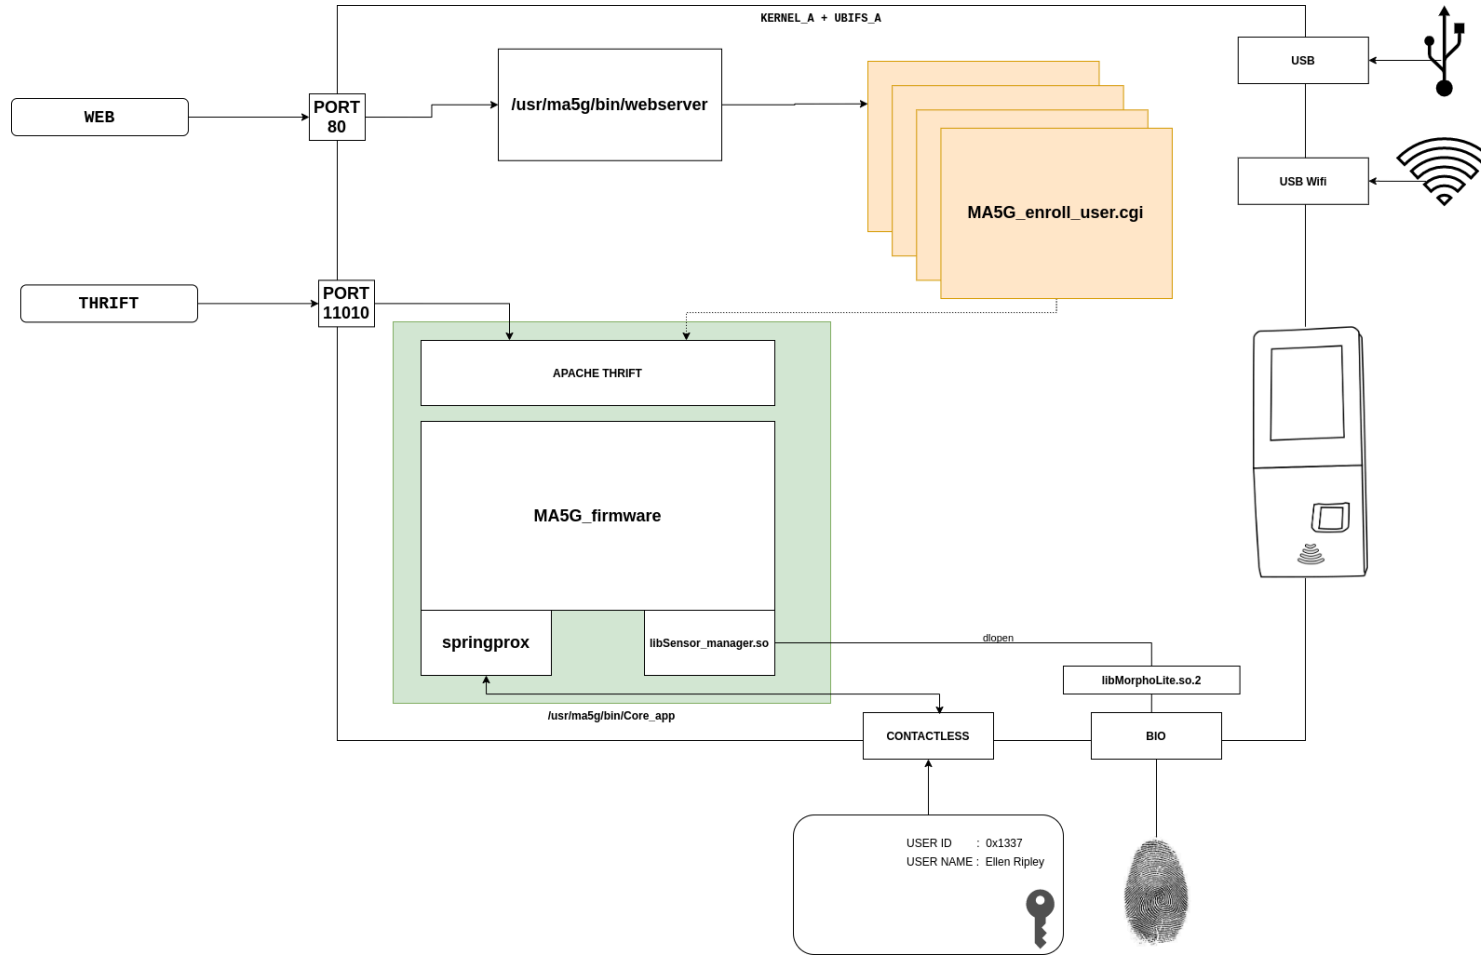 KERNEL_A + UBIFS_A
USB
WEB
PORT
80
/usr/ma5g/bin/webserver
USB Wifi
MA5G_enroll_user.cgi
THRIFT
PORT
11010
APACHE THRIFT
MA5G_firmware
springprox
libSensor_manager.so
dlopen
libMorphoLite.so.2
/usr/ma5g/bin/Core_app
CONTACTLESS
BIO
USER ID : 0x1337
USER NAME : Ellen Ripley